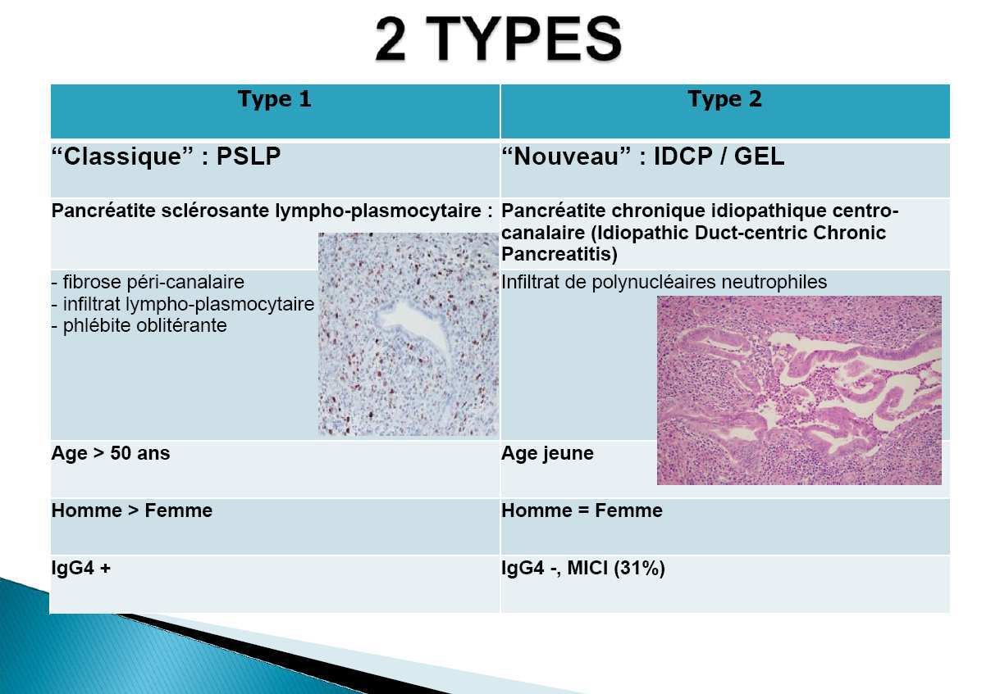 2 TYPES
Type 1
Type 2
“Classique” : PSLP
“Nouveau” : IDCP / GEL
Pancréatite sclérosante lympho-plasmocytaire :
Pancréatite chronique idiopathique centro-
canalaire (Idiopathic Duct-centric Chronic
Pancreatitis)
- fibrose péri-canalaire
- infiltrat lympho-plasmocytaire
- phlébite oblitérante
Infiltrat de polynucléaires neutrophiles
Age > 50 ans
Age jeune
Homme > Femme
Homme = Femme
IgG4 +
IgG4 -, MICI (31%)